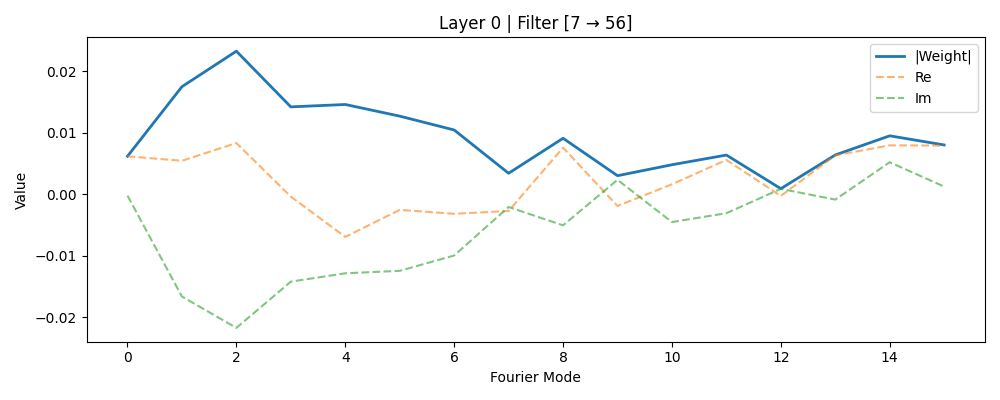 Layer 0 | Filter [7 → 56]
|Weight|
Re
Im
Value
0.02
0.01
0.00
−0.01
−0.02
0 2 4 6 8 10 12 14
Fourier Mode